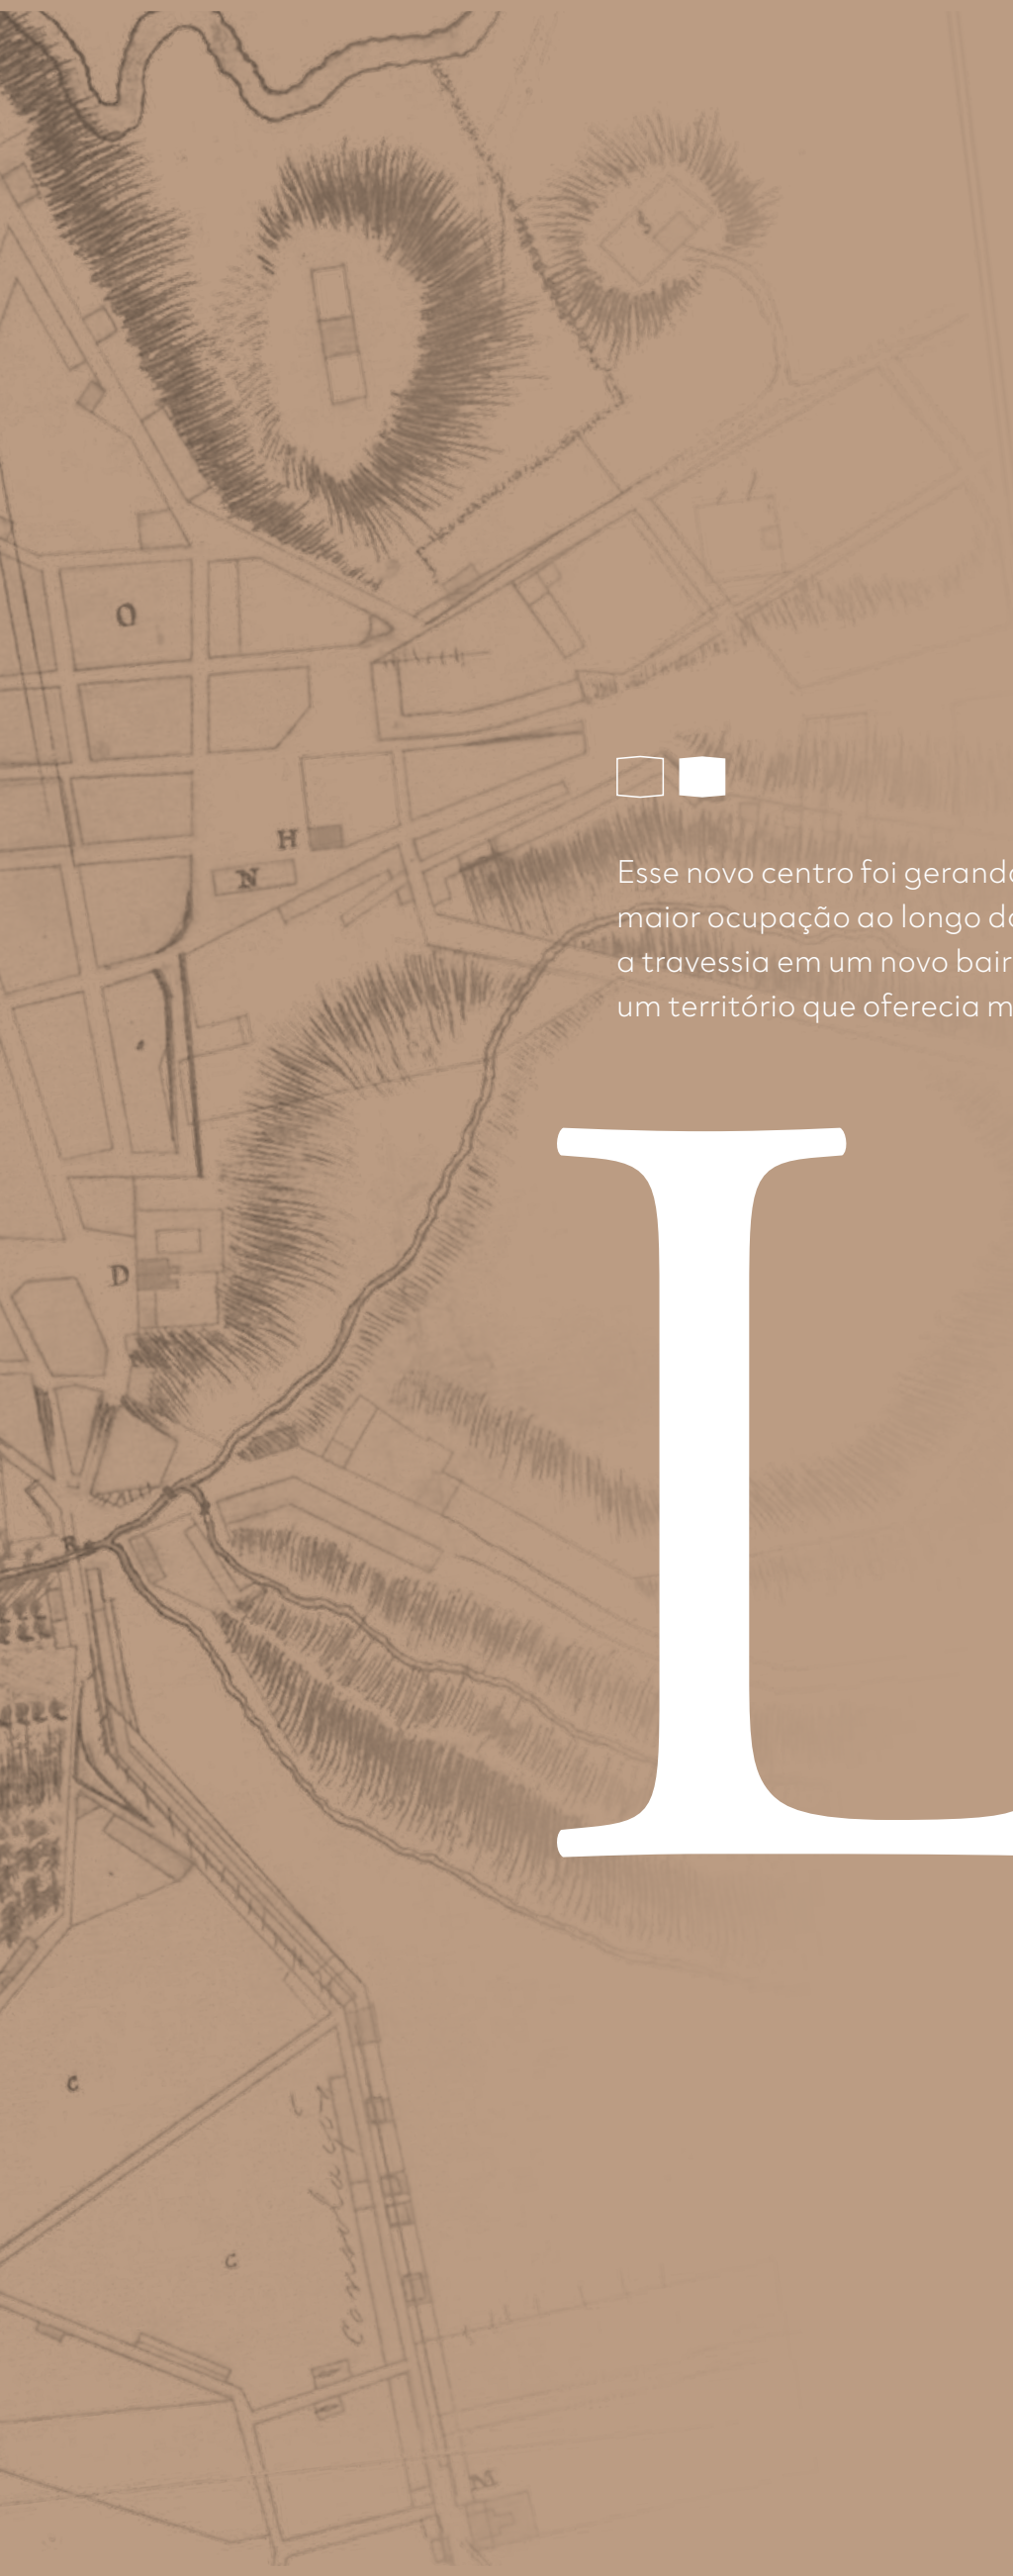 S
O
H
N
Esse novo centro foi gerando
maior ocupação ao longo do
a travessia em um novo bair
um território que oferecia m
D
L
B
C
C
M